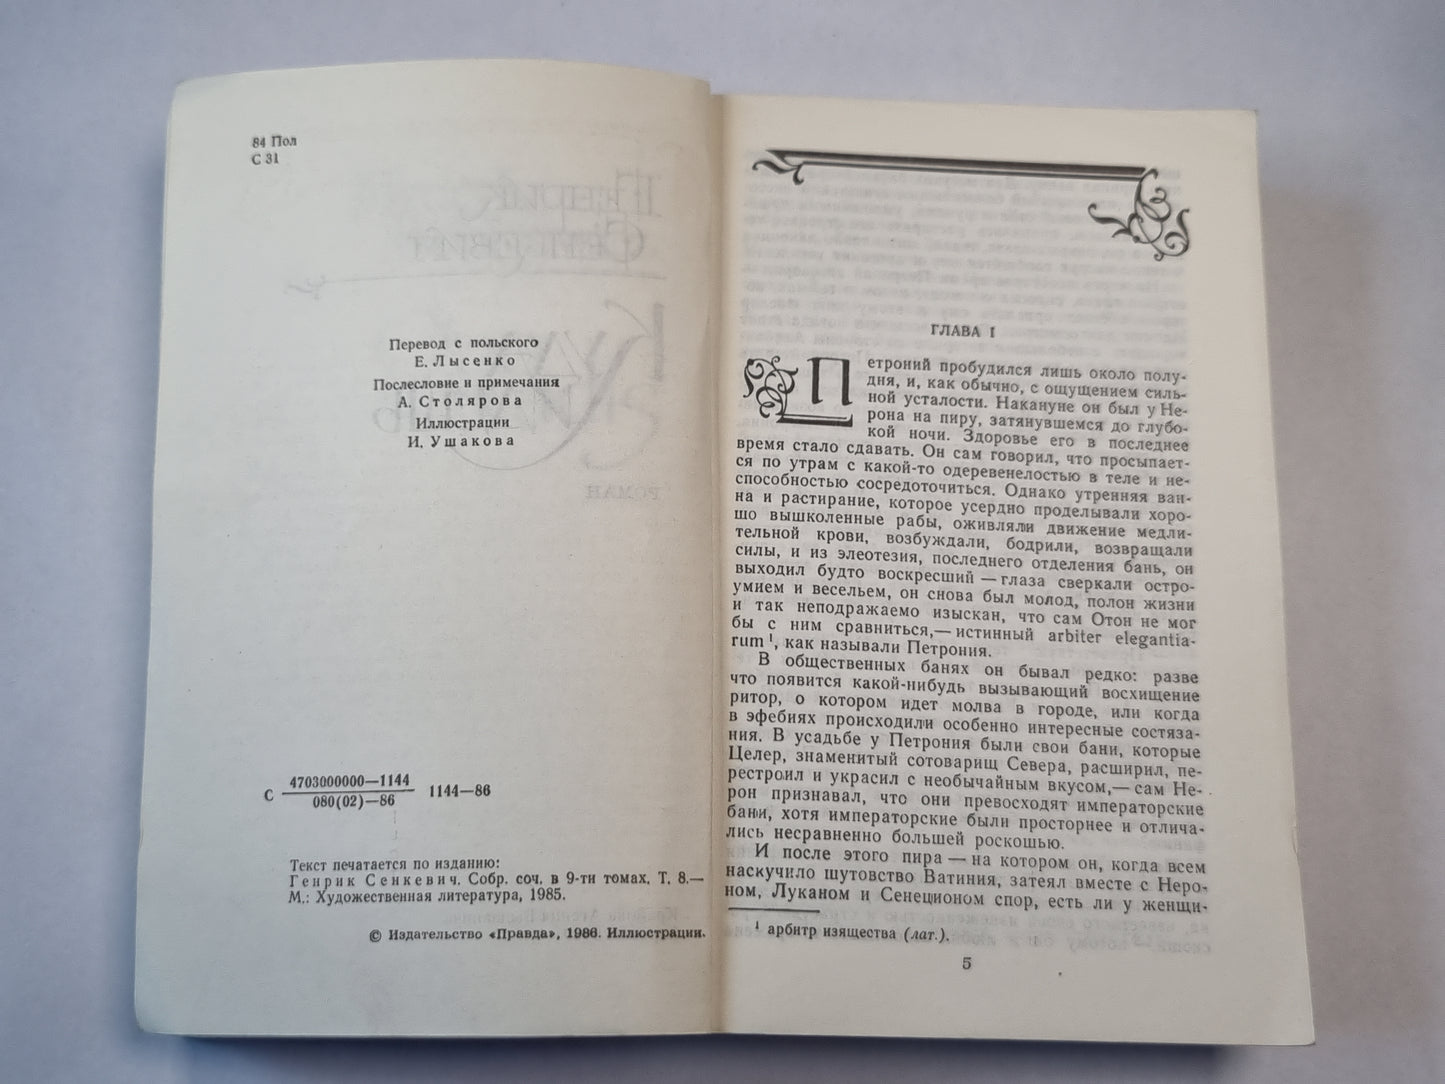 84 Пол
С 31
Перевод с польского
Е. Лысенко
Послесловие и примечания
А. Столярова
Иллюстрации
И. Ушакова
С 4703000000—1144
080(02)—86 1144—86
Текст печатается по изданию:
Генрик Сенкевич. Собр. соч. в 9-ти томах. Т. 8.—
М.: Художественная литература, 1985.
© Издательство «Правда», 1986. Иллюстрации.
ГЛАВА I
Петроний пробудился лишь около полу-
дня, и, как обычно, с ощущением силь-
ной усталости. Накануне он был у Не-
рона на пиру, затянувшемся до глубо-
кой ночи. Здоровье его в последнее
время стало сдавать. Он сам говорил, что просыпает-
ся по утрам с какой-то одеревенелостью в теле и не-
способностью сосредоточиться. Однако утренняя ван-
на и растирание, которое усердно проделывали хоро-
шо вышколенные рабы, оживляли движение медли-
тельной крови, возбуждали, бодрили, возвращали
силы, и из элеотезия, последнего отделения бань, он
выходил будто воскресший — глаза сверкали остро-
умием и весельем, он снова был молод, полон жизни
и так неподражаемо изыскан, что сам Отон не мог
бы с ним сравниться,— истинный arbiter elegantia-
rum ¹, как называли Петрония.
В общественных банях он бывал редко: разве
что появится какой-нибудь вызывающий восхищение
ритор, о котором идет молва в городе, или когда
в эфебиях происходили особенно интересные состяза-
ния. В усадьбе у Петрония были свои бани, которые
Целер, знаменитый сотоварищ Севера, расширил, пе-
рестроил и украсил с необычайным вкусом,— сам Не-
рон признавал, что они превосходят императорские
бани, хотя императорские были просторнее и отлича-
лись несравненно большей роскошью.
И после этого пира — на котором он, когда всем
наскучило шутовство Ватиния, затеял вместе с Неро-
ном, Луканом и Сенеционом спор, есть ли у женщи-
¹ арбитр изящества (лат.).
5